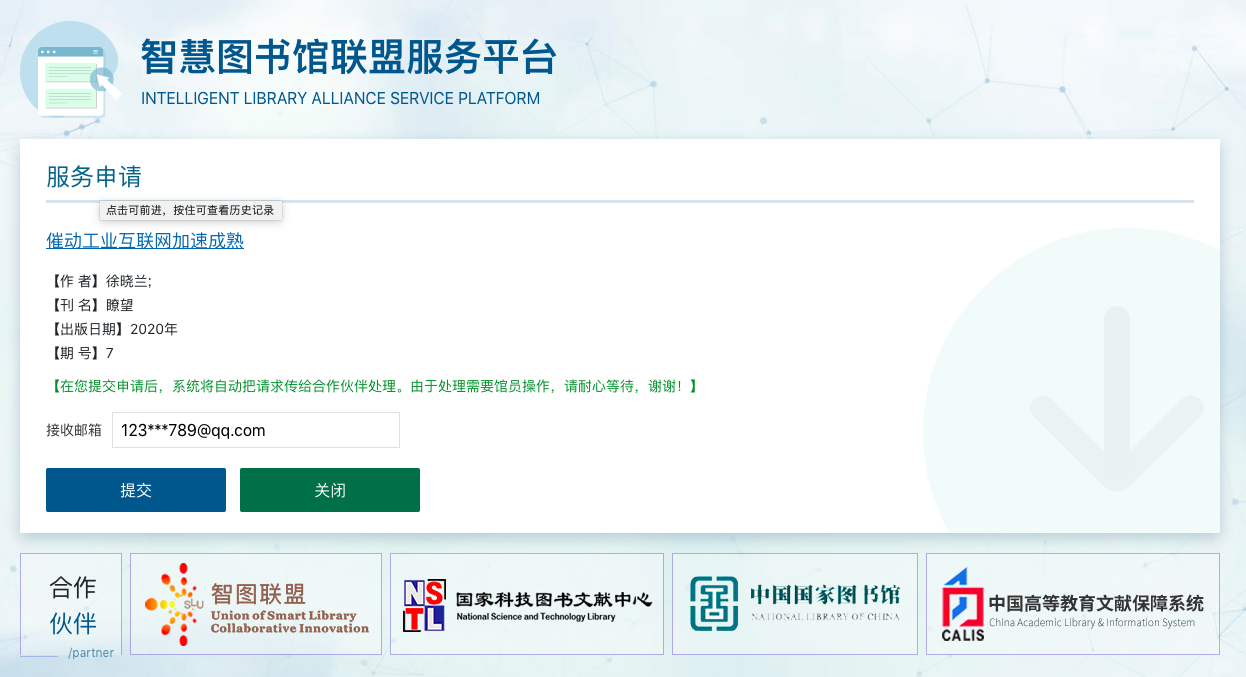 智慧图书馆联盟服务平台
INTELLIGENT LIBRARY ALLIANCE SERVICE PLATFORM
服务申请
点击可前进，按住可查看历史记录
催动工业互联网加速成熟
【作 者】徐晓兰;
【刊 名】瞭望
【出版日期】2020年
【期 号】7
【在您提交申请后，系统将自动把请求传给合作伙伴处理。由于处理需要馆员操作，请耐心等待，谢谢！】
接收邮箱 123***789@qq.com
提交 关闭
合作
伙伴
/partner
SLU
智图联盟
Union of Smart Library
Collaborative Innovation
NS
TL
国家科技图书文献中心
National Science and Technology Library
中国国家图书馆
NATIONAL LIBRARY OF CHINA
CALIS
中国高等教育文献保障系统
China Academic Library & Information System